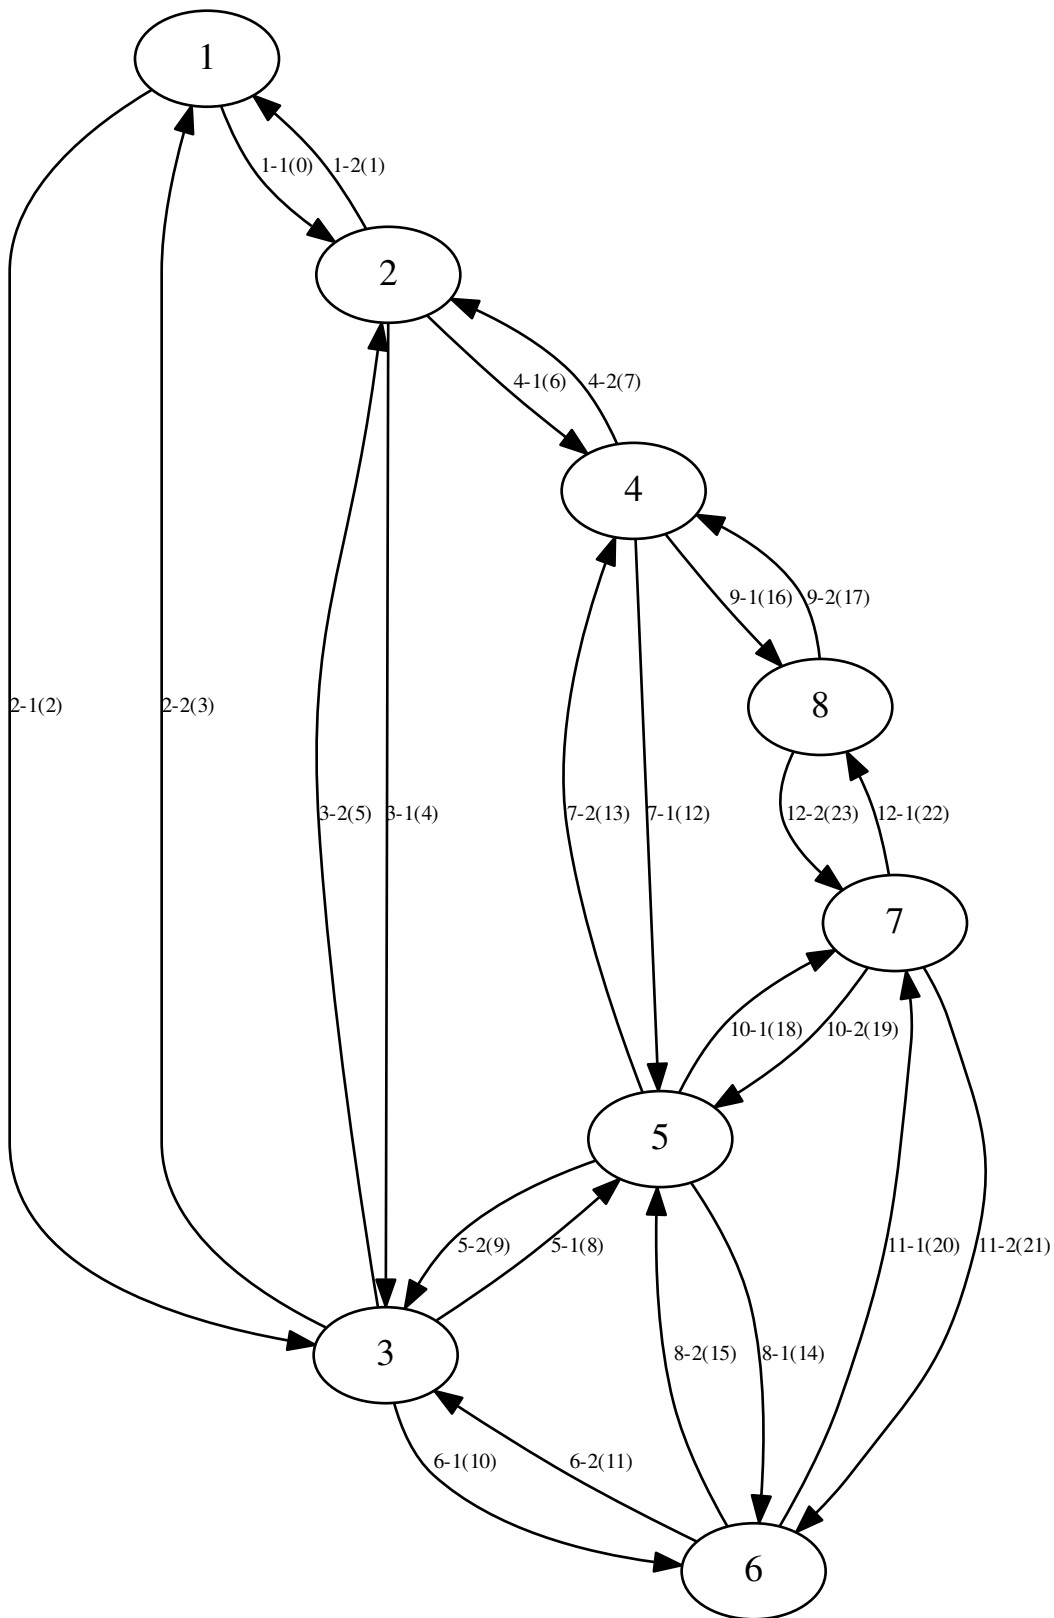 1
1-1(0) 1-2(1)
2
4-1(6) 4-2(7)
4
9-1(16) 9-2(17)
2-1(2) 2-2(3) 8
3-2(5) 3-1(4) 7-2(13) 7-1(12) 12-2(23) 12-1(22)
7
10-1(18) 10-2(19)
5
5-2(9) 5-1(8) 11-1(20) 11-2(21)
3 8-2(15) 8-1(14)
6-1(10) 6-2(11)
6